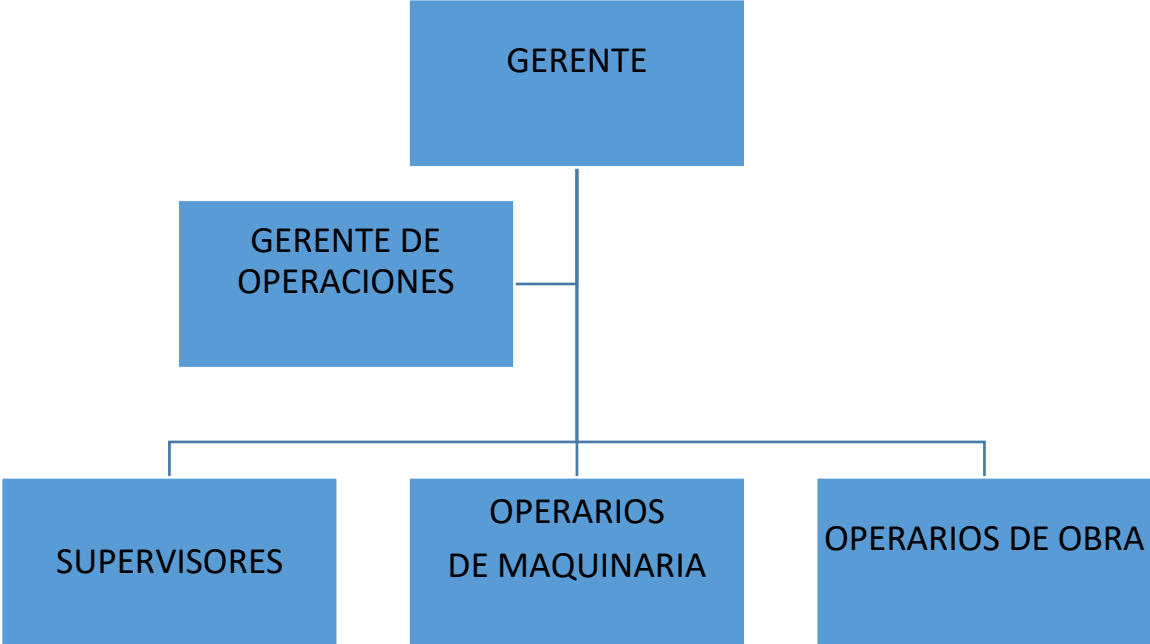 GERENTE
GERENTE DE
OPERACIONES
SUPERVISORES
OPERARIOS
DE MAQUINARIA
OPERARIOS DE OBRA